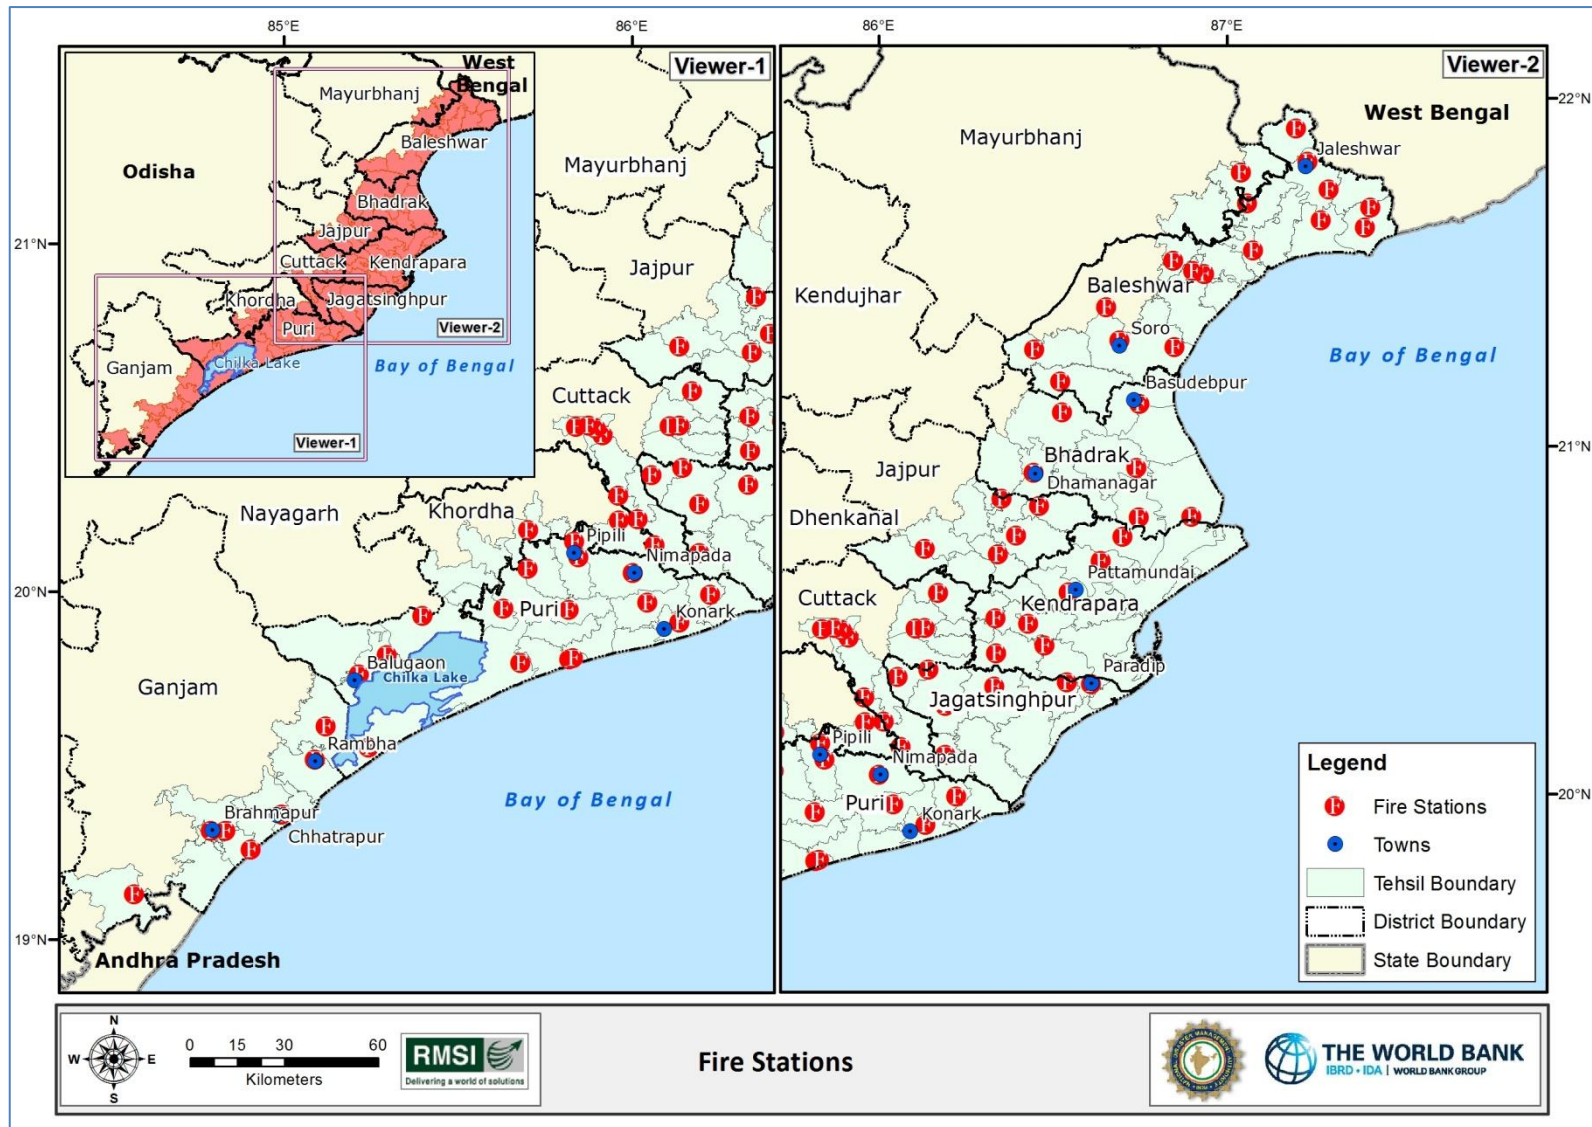 85°E
86°E
86°E
87°E
Viewer-1
Viewer-2
22°N
21°N
20°N
19°N
21°N
20°N
West
Bengal
Mayurbhanj
Baleshwar
Odisha
Bhadrak
Jajpur
Cuttack
Kendrapara
Khordha
Jagatsinghpur
Puri
Viewer-2
Ganjam
Chilka Lake
Bay of Bengal
Viewer-1
Mayurbhanj
Jajpur
Cuttack
Nayagarh
Khordha
Pipili
Nimapada
Puri
Konark
Balugaon
Chilka Lake
Ganjam
Rambha
Brahmapur
Chhatrapur
Bay of Bengal
Andhra Pradesh
West Bengal
Mayurbhanj
Jaleshwar
Kendujhar
Baleshwar
Soro
Bay of Bengal
Basudebpur
Bhadrak
Jajpur
Dhamanagar
Dhenkanal
Pattamundai
Cuttack
Kendrapara
Paradip
Jagatsinghpur
Pipili
Nimapada
Puri
Konark
Legend
F Fire Stations
Towns
Tehsil Boundary
District Boundary
State Boundary
N
W E
S
0 15 30 60
Kilometers
RMSI
Delivering a world of solutions
Fire Stations
THE WORLD BANK
IBRD • IDA | WORLD BANK GROUP